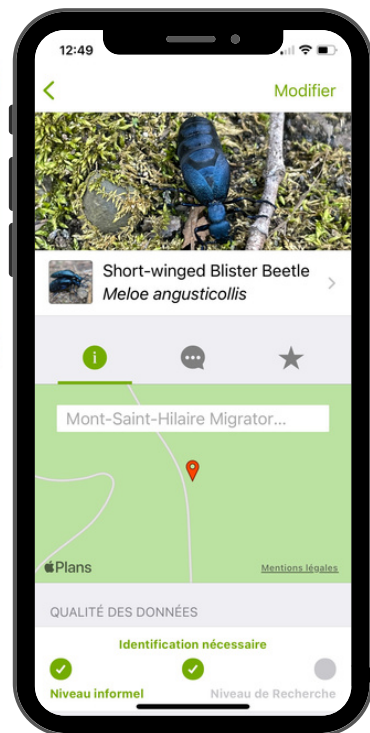 12:49
Modifier
Short-winged Blister Beetle
Meloe angusticollis
Mont-Saint-Hilaire Migrator...
Plans
Mentions légales
QUALITÉ DES DONNÉES
Identification nécessaire
Niveau informel
Niveau de Recherche